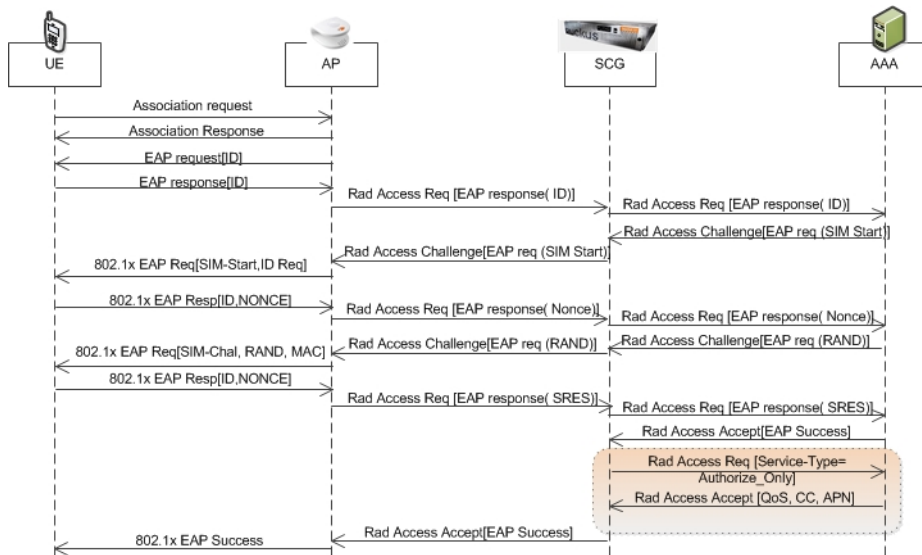 UE
AP
SCG
AAA
Association request
Association Response
EAP request[ID]
EAP response[ID]
Rad Access Req [EAP response( ID)]
Rad Access Req [EAP response( ID)]
Rad Access Challenge[EAP req (SIM Start)]
Rad Access Challenge[EAP req (SIM Start)]
802.1x EAP Req[SIM-Start,ID Req]
802.1x EAP Resp[ID,NONCE]
Rad Access Req [EAP response( Nonce)]
Rad Access Req [EAP response( Nonce)]
Rad Access Challenge[EAP req (RAND)]
Rad Access Challenge[EAP req (RAND)]
802.1x EAP Req[SIM-Chal, RAND, MAC]
802.1x EAP Resp[ID,NONCE]
Rad Access Req [EAP response( SRES)]
Rad Access Req [EAP response( SRES)]
Rad Access Accept[EAP Success]
Rad Access Req [Service-Type=
Authorize_Only]
Rad Access Accept [QoS, CC, APN]
Rad Access Accept[EAP Success]
802.1x EAP Success